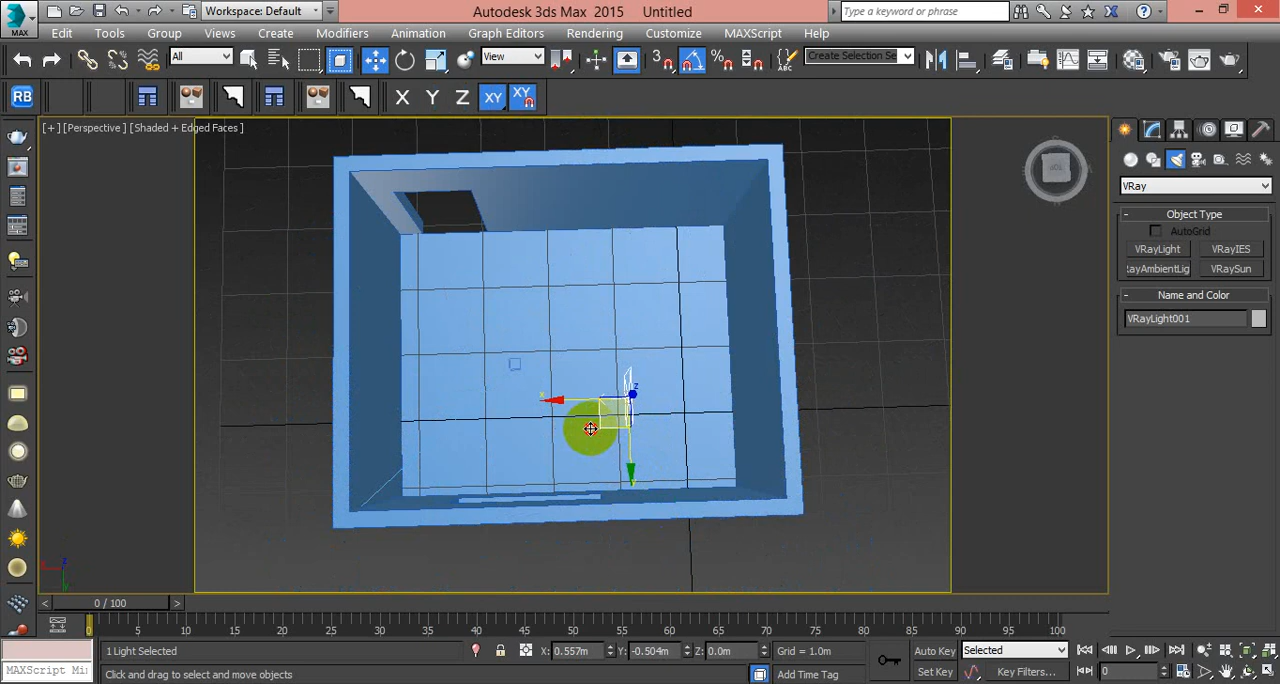 MAX
Workspace: Default
Autodesk 3ds Max 2015 Untitled
Type a keyword or phrase
Edit Tools Group Views Create Modifiers Animation Graph Editors Rendering Customize MAXScript Help
All View 3 Create Selection Se
RB X Y Z XY XY
[+] [Perspective ] [Shaded + Edged Faces ]
VRay
- Object Type
AutoGrid
VRayLight VRayIES
RayAmbientLig VRaySun
- Name and Color
VRayLight001
x z
z
< 0 / 100 >
0 5 10 15 20 25 30 35 40 45 50 55 60 65 70 75 80 85 90 95 100
1 Light Selected X: 0.557m Y: -0.504m Z: 0.0m Grid = 1.0m Auto Key Selected
MAXScript Mi Click and drag to select and move objects Add Time Tag Set Key Key Filters... 0